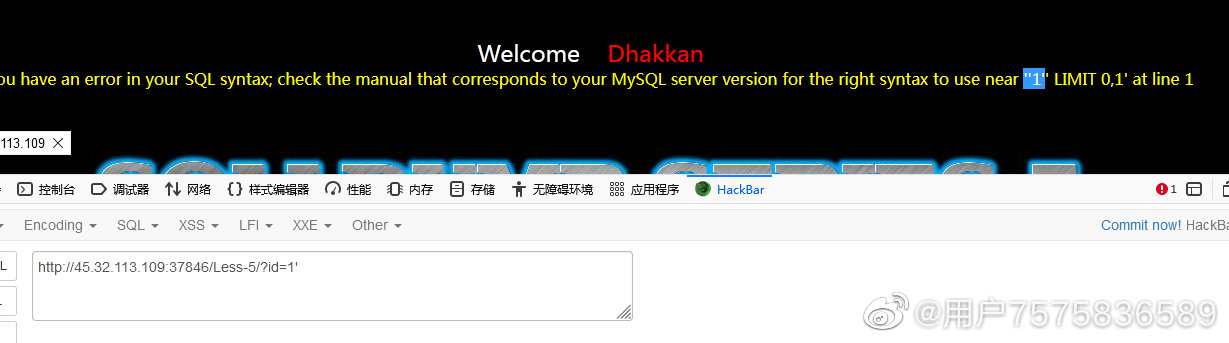 Welcome Dhakkan
ou have an error in your SQL syntax; check the manual that corresponds to your MySQL server version for the right syntax to use near ''1'' LIMIT 0,1' at line 1
113.109
控制台 调试器 网络 {} 样式编辑器 性能 内存 存储 无障碍环境 应用程序 HackBar 1
Encoding SQL XSS LFI XXE Other Commit now! HackBa
L
http://45.32.113.109:37846/Less-5/?id=1'
@用户7575836589